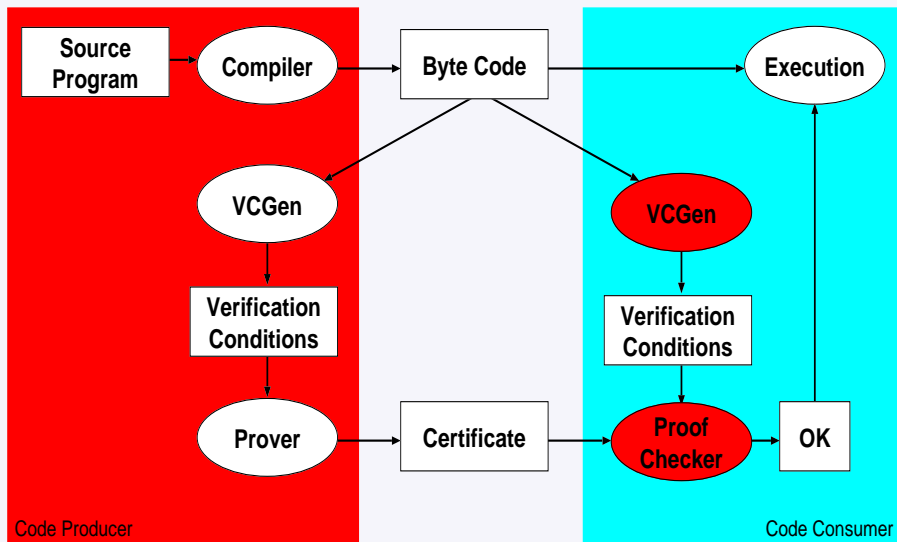 Source
Program
Compiler
Byte Code
Execution
VCGen
VCGen
Verification
Conditions
Verification
Conditions
Prover
Certificate
Proof
Checker
OK
Code Producer
Code Consumer